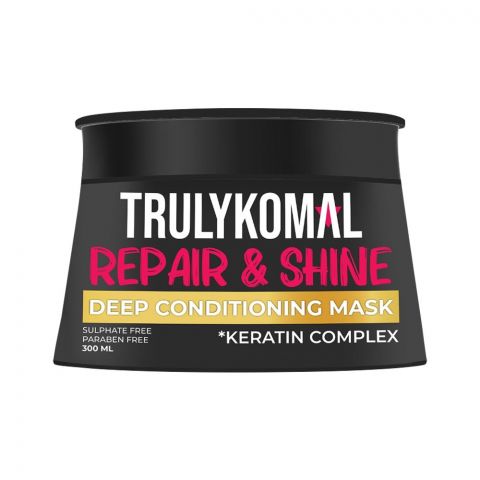 TRULYKOMAL
REPAIR & SHINE
DEEP CONDITIONING MASK
SULPHATE FREE
PARABEN FREE
300 ML
*KERATIN COMPLEX